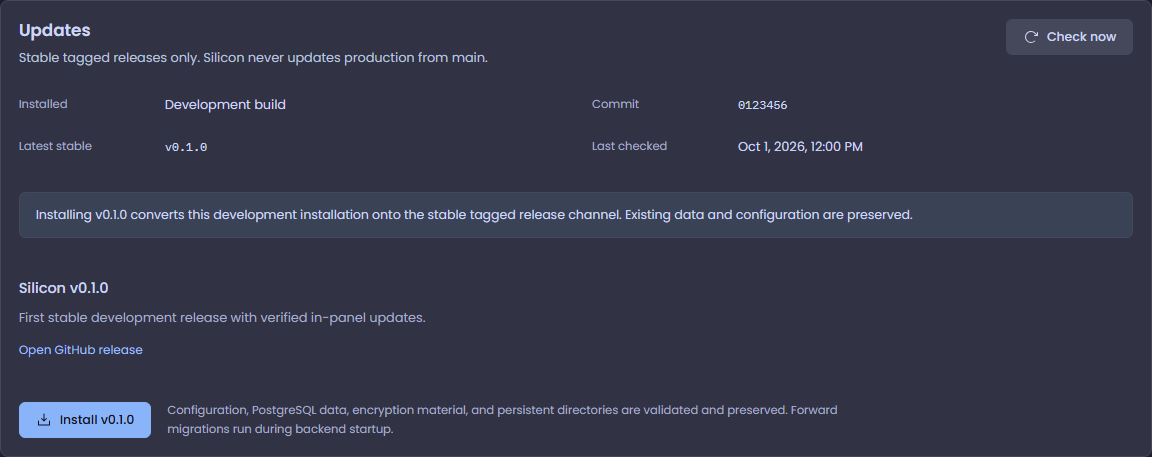 Updates
Check now
Stable tagged releases only. Silicon never updates production from main.
Installed Development build Commit 0123456
Latest stable v0.1.0 Last checked Oct 1, 2026, 12:00 PM
Installing v0.1.0 converts this development installation onto the stable tagged release channel. Existing data and configuration are preserved.
Silicon v0.1.0
First stable development release with verified in-panel updates.
Open GitHub release
Install v0.1.0
Configuration, PostgreSQL data, encryption material, and persistent directories are validated and preserved. Forward
migrations run during backend startup.